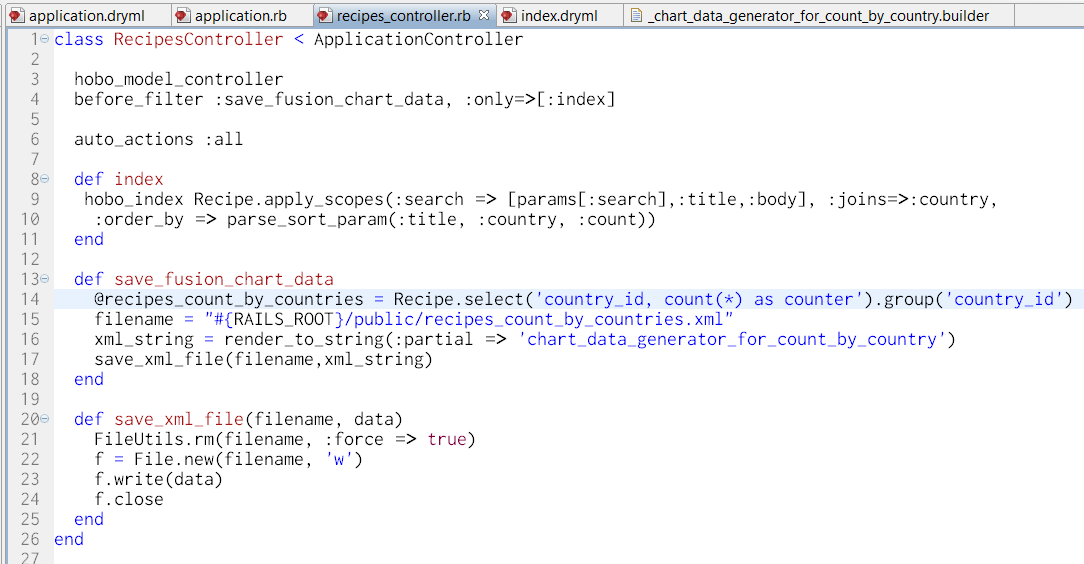 application.dryml application.rb recipes_controller.rb index.dryml _chart_data_generator_for_count_by_country.builder
1 class RecipesController < ApplicationController
2
3   hobo_model_controller
4   before_filter :save_fusion_chart_data, :only=>[:index]
5
6   auto_actions :all
7
8   def index
9    hobo_index Recipe.apply_scopes(:search => [params[:search],:title,:body], :joins=>:country,
10     :order_by => parse_sort_param(:title, :country, :count))
11   end
12
13   def save_fusion_chart_data
14     @recipes_count_by_countries = Recipe.select('country_id, count(*) as counter').group('country_id')
15     filename = "#{RAILS_ROOT}/public/recipes_count_by_countries.xml"
16     xml_string = render_to_string(:partial => 'chart_data_generator_for_count_by_country')
17     save_xml_file(filename,xml_string)
18   end
19
20   def save_xml_file(filename, data)
21     FileUtils.rm(filename, :force => true)
22     f = File.new(filename, 'w')
23     f.write(data)
24     f.close
25   end
26 end
27